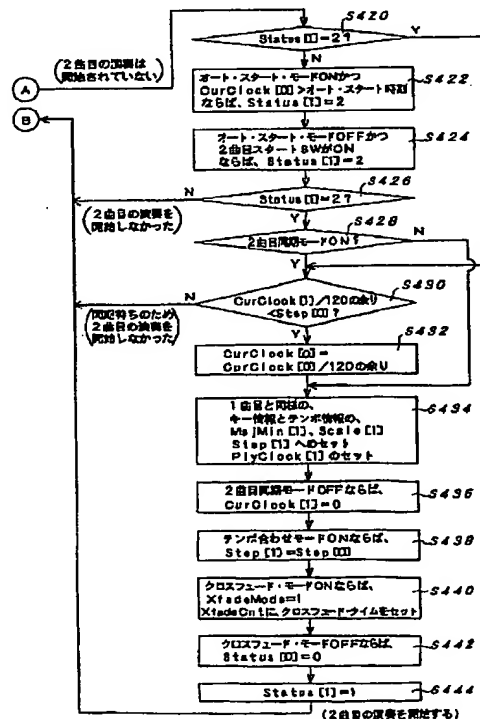 S420
Status [1]=2?
Y
N
(2曲目の演奏は
開始されていない)
A
オート・スタート・モードONかつ
CurClock [0]>オート・スタート時刻
ならば、Status [1]=2
S422
B
オート・スタート・モードOFFかつ
2曲目スタートSWがON
ならば、Status [1]=2
S424
S426
Status [1]=2?
N
Y
(2曲目の演奏を
開始しなかった)
S428
2曲目同期モードON?
N
Y
S430
CurClock [1]/120の余り
<Step [0]?
N
Y
(同期待ちのため
2曲目の演奏を
開始しなかった)
S432
CurClock [0]=
CurClock [0]/120の余り
1曲目と同様の、
キー情報とテンポ情報の、
MajMin [1]、Scale [1]
Step [1]へのセット
PlyClock [1]のセット
S434
2曲目同期モードOFFならば、
CurClock [1]=0
S436
テンポ合わせモードONならば、
Step [1]=Step [0]
S438
クロスフェード・モードONならば、
XfadeMode=1
XfadeCntに、クロスフェード・タイムをセット
S440
クロスフェード・モードOFFならば、
Status [0]=0
S442
Status [1]=1
S444
(2曲目の演奏を開始する)